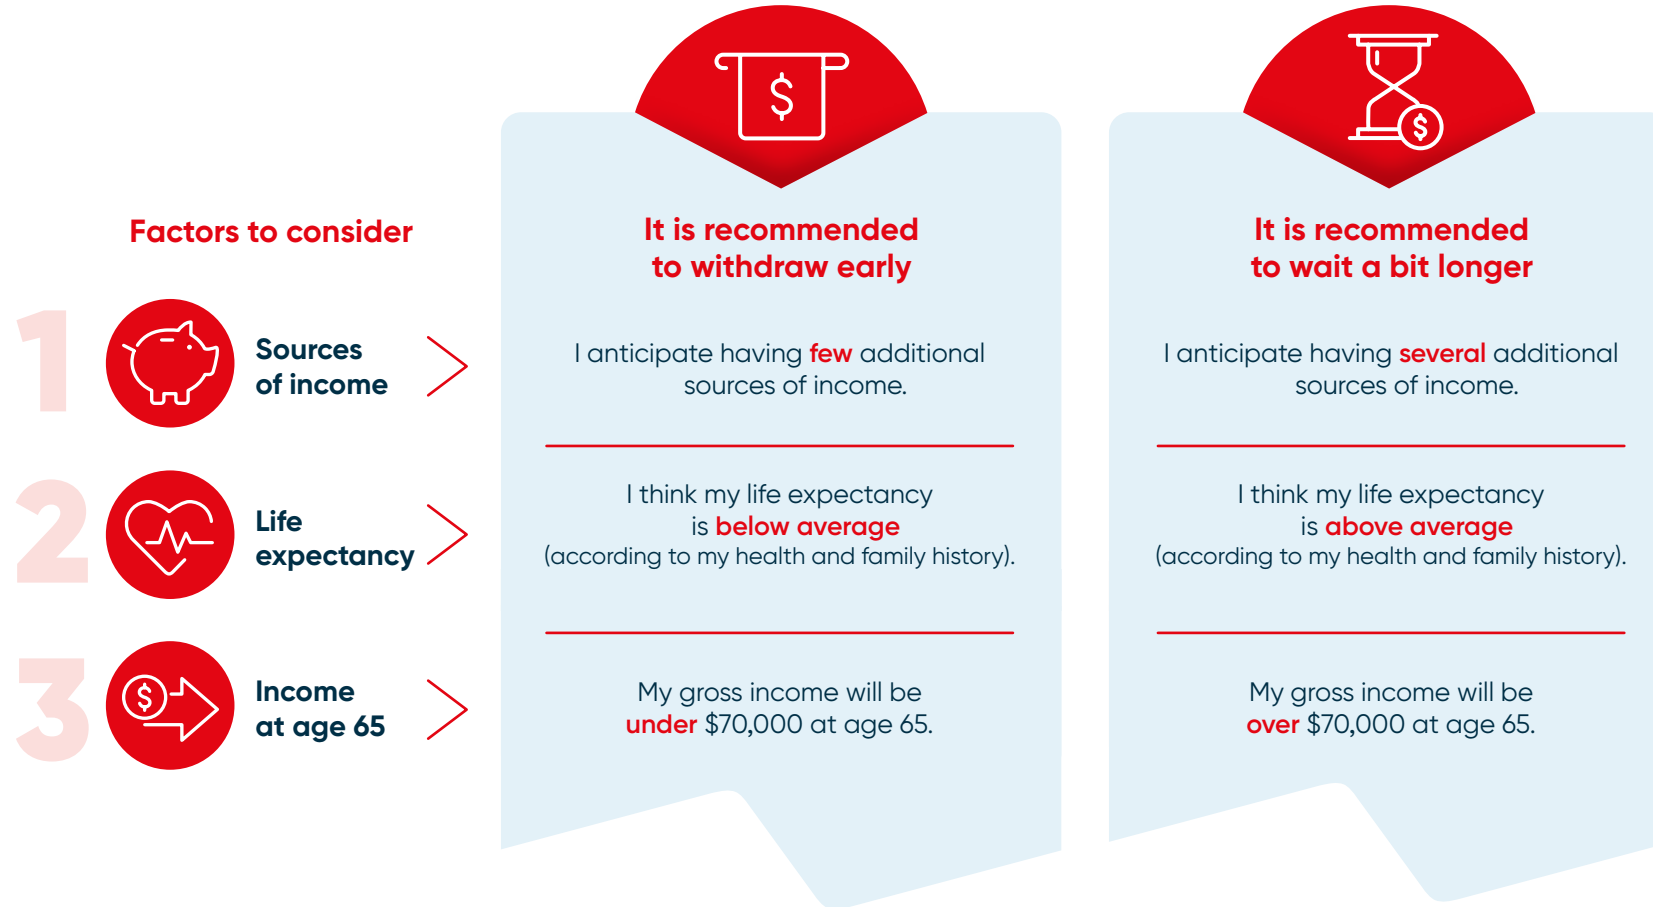 Factors to consider
It is recommended
to withdraw early
It is recommended
to wait a bit longer
1
Sources
of income
I anticipate having few additional
sources of income.
I anticipate having several additional
sources of income.
2
Life
expectancy
I think my life expectancy
is below average
(according to my health and family history).
I think my life expectancy
is above average
(according to my health and family history).
3
$
Income
at age 65
My gross income will be
under $70,000 at age 65.
My gross income will be
over $70,000 at age 65.
$
$